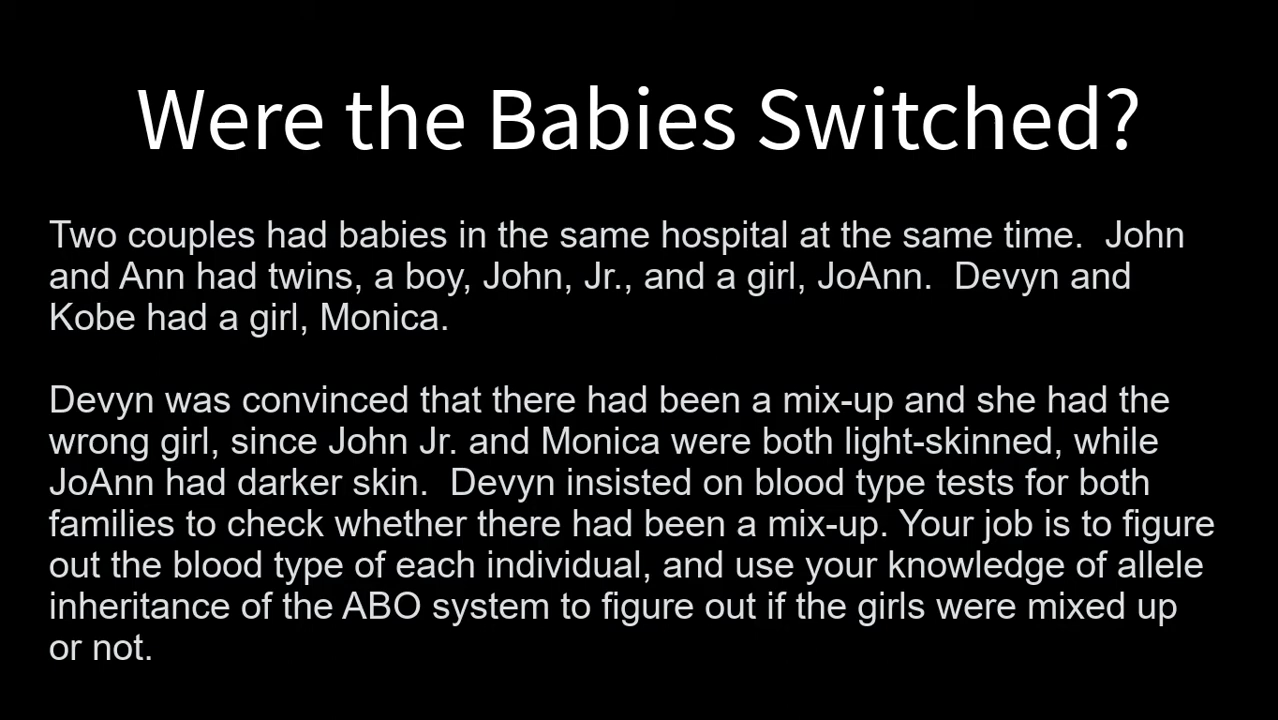 Were the Babies Switched?
Two couples had babies in the same hospital at the same time.  John
and Ann had twins, a boy, John, Jr., and a girl, JoAnn.  Devyn and
Kobe had a girl, Monica.
Devyn was convinced that there had been a mix-up and she had the
wrong girl, since John Jr. and Monica were both light-skinned, while
JoAnn had darker skin.  Devyn insisted on blood type tests for both
families to check whether there had been a mix-up. Your job is to figure
out the blood type of each individual, and use your knowledge of allele
inheritance of the ABO system to figure out if the girls were mixed up
or not.